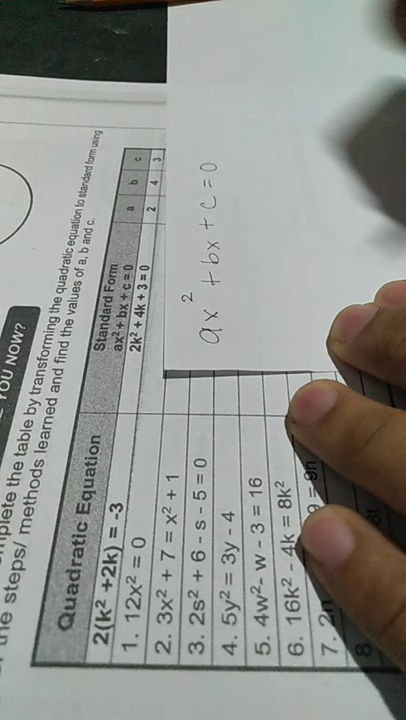 YOU NOW?
the table by transforming the quadratic equation to standard form using
the steps/ methods learned and find the values of a, b and c.
Quadratic Equation
Standard Form
ax² + bx + c = 0
a b c
2(k² +2k) = -3
2k² + 4k + 3 = 0
2 4 3
1. 12x² = 0
2. 3x² + 7 = x² + 1
3. 2s² + 6 - s - 5 = 0
4. 5y² = 3y - 4
5. 4w² - w - 3 = 16
6. 16k² - 4k = 8k²
7. = 9n
8.
ax² + bx + c = 0